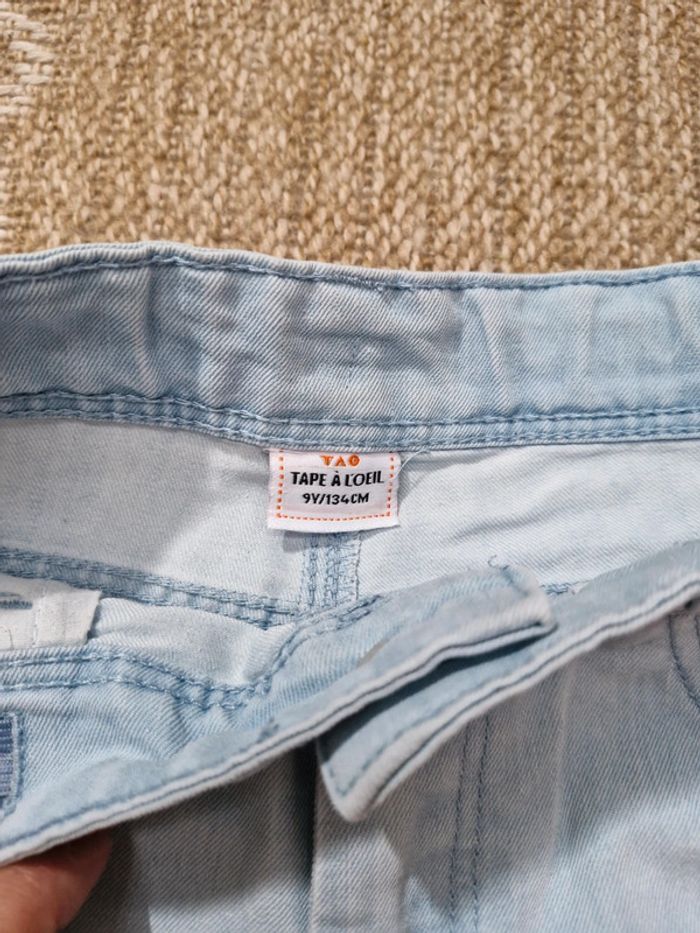 TAO
TAPE À L'OEIL
9Y/134CM